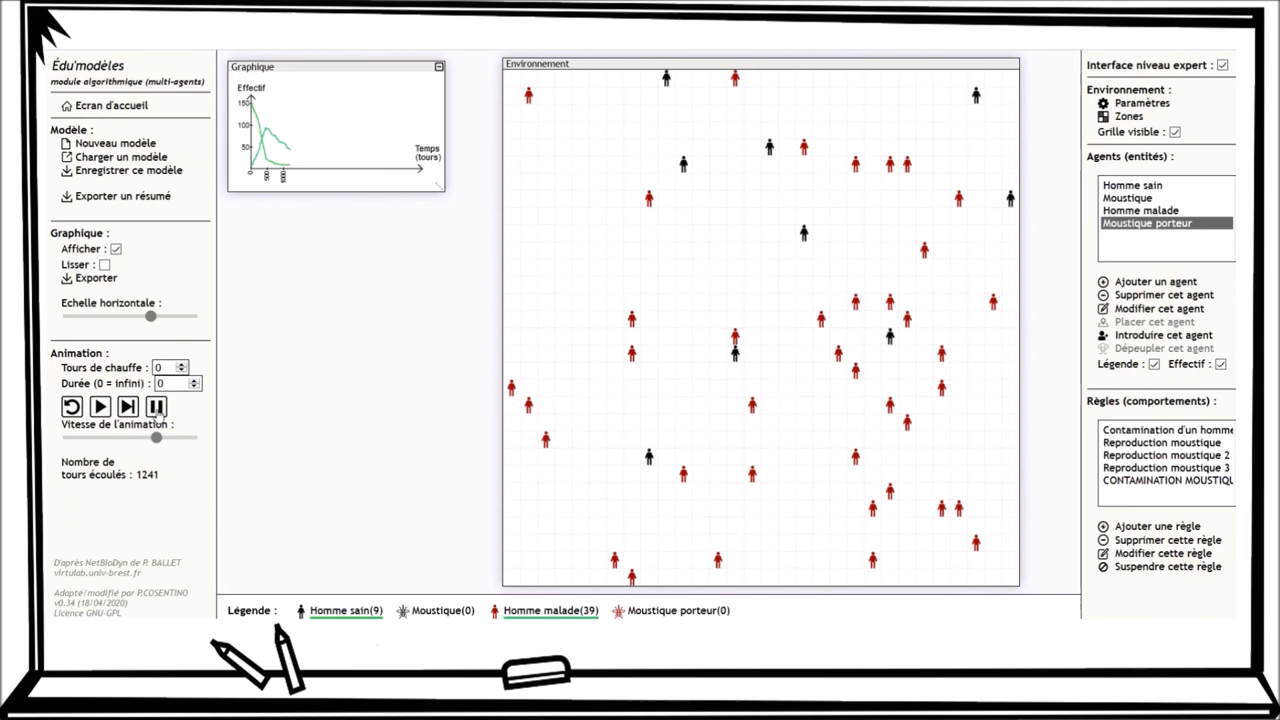 Édu'modèles
module algorithmique (multi-agents)
Ecran d'accueil
Modèle :
Nouveau modèle
Charger un modèle
Enregistrer ce modèle
Exporter un résumé
Graphique :
Afficher :
Lisser :
Exporter
Echelle horizontale :
Animation :
Tours de chauffe : 0
Durée (0 = infini) : 0
Vitesse de l'animation :
Nombre de
tours écoulés : 1241
D'après NetBioDyn de P. BALLET
virtulab.univ-brest.fr
Adapté/modifié par P.COSENTINO
v0.34 (18/04/2020)
Licence GNU-GPL
Graphique
Effectif
150
100
50
Temps
(tours)
0
500
1000
Environnement
Légende :
Homme sain(9)
Moustique(0)
Homme malade(39)
Moustique porteur(0)
Interface niveau expert :
Environnement :
Paramètres
Zones
Grille visible :
Agents (entités) :
Homme sain
Moustique
Homme malade
Moustique porteur
Ajouter un agent
Supprimer cet agent
Modifier cet agent
Placer cet agent
Introduire cet agent
Dépeupler cet agent
Légende : Effectif :
Règles (comportements) :
Contamination d'un homme
Reproduction moustique
Reproduction moustique 2
Reproduction moustique 3
CONTAMINATION MOUSTIQU
Ajouter une règle
Supprimer cette règle
Modifier cette règle
Suspendre cette règle